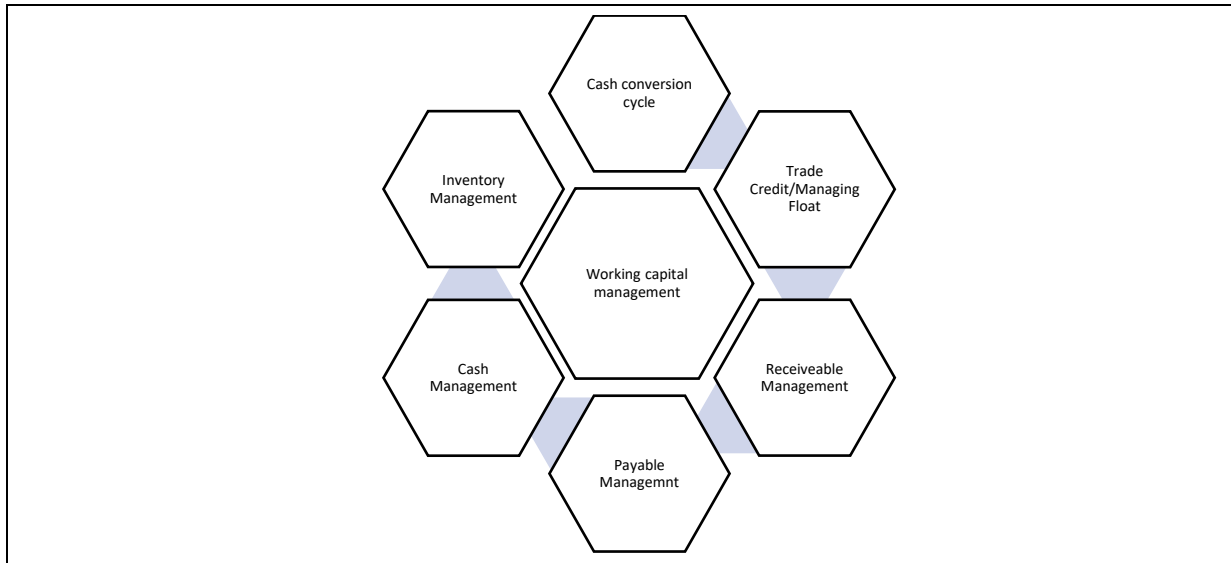 Cash conversion
cycle
Trade
Credit/Managing
Float
Receiveable
Management
Payable
Managemnt
Cash
Management
Inventory
Management
Working capital
management